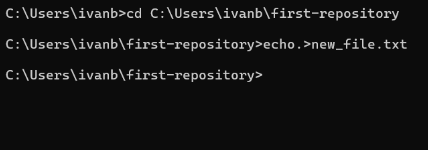 C:\Users\ivanb>cd C:\Users\ivanb\first-repository
C:\Users\ivanb\first-repository>echo.>new_file.txt
C:\Users\ivanb\first-repository>